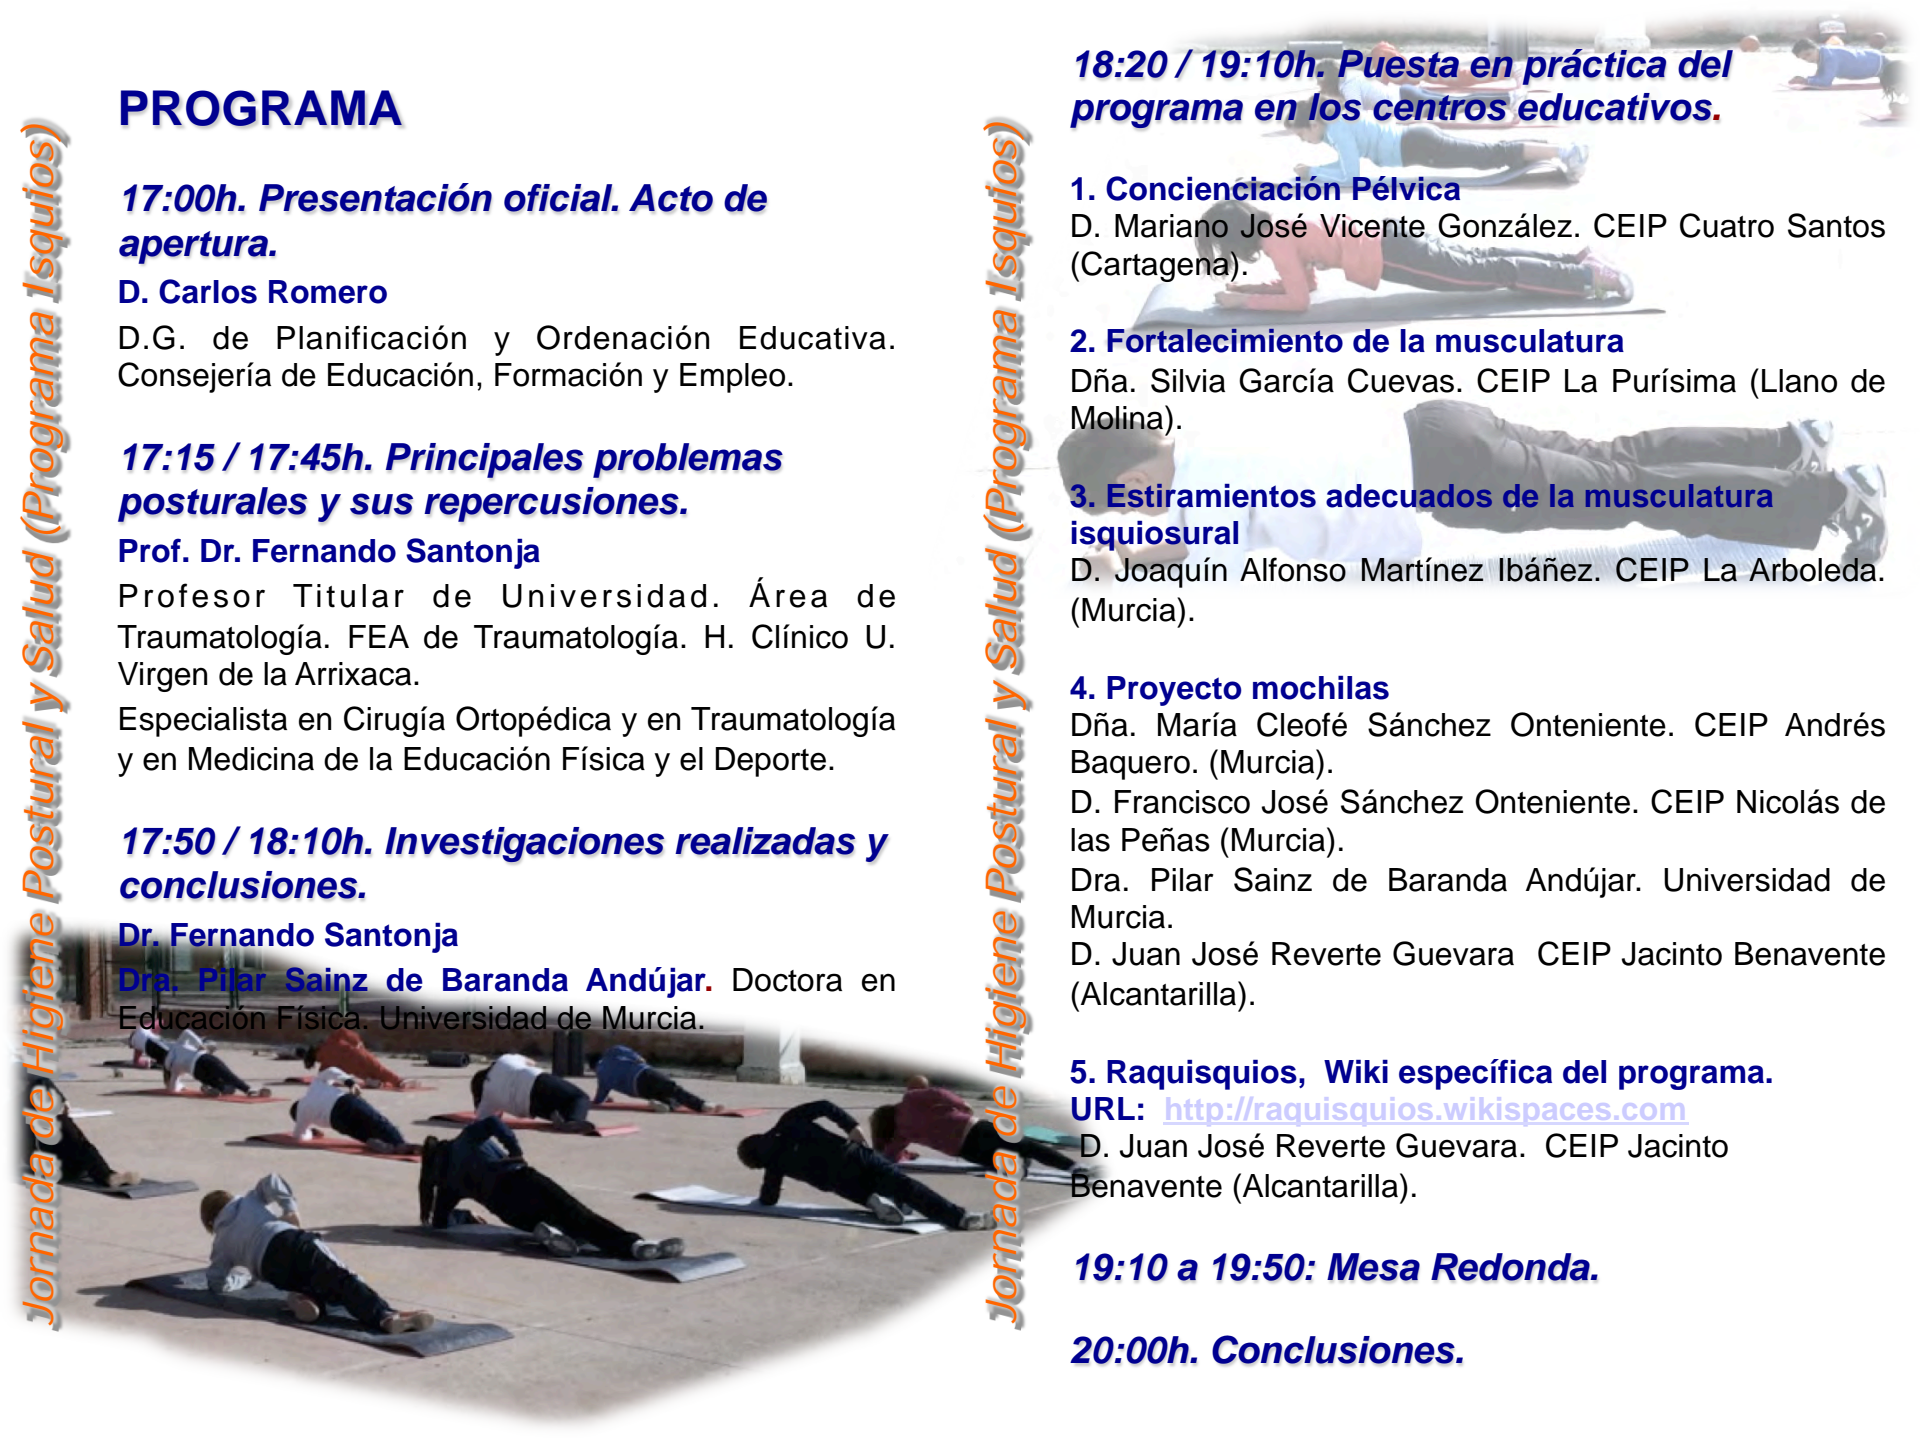 Jornada de Higiene Postural y Salud (Programa Isquios)
PROGRAMA
17:00h. Presentación oficial. Acto de
apertura.
D. Carlos Romero
D.G. de Planificación y Ordenación Educativa.
Consejería de Educación, Formación y Empleo.
17:15 / 17:45h. Principales problemas
posturales y sus repercusiones.
Prof. Dr. Fernando Santonja
Profesor Titular de Universidad. Área de
Traumatología. FEA de Traumatología. H. Clínico U.
Virgen de la Arrixaca.
Especialista en Cirugía Ortopédica y en Traumatología
y en Medicina de la Educación Física y el Deporte.
17:50 / 18:10h. Investigaciones realizadas y
conclusiones.
Dr. Fernando Santonja
Dra. Pilar Sainz de Baranda Andújar. Doctora en
Educación Física. Universidad de Murcia.
Jornada de Higiene Postural y Salud (Programa Isquios)
18:20 / 19:10h. Puesta en práctica del
programa en los centros educativos.
1. Concienciación Pélvica
D. Mariano José Vicente González. CEIP Cuatro Santos
(Cartagena).
2. Fortalecimiento de la musculatura
Dña. Silvia García Cuevas. CEIP La Purísima (Llano de
Molina).
3. Estiramientos adecuados de la musculatura
isquiosural
D. Joaquín Alfonso Martínez Ibáñez. CEIP La Arboleda.
(Murcia).
4. Proyecto mochilas
Dña. María Cleofé Sánchez Onteniente. CEIP Andrés
Baquero. (Murcia).
D. Francisco José Sánchez Onteniente. CEIP Nicolás de
las Peñas (Murcia).
Dra. Pilar Sainz de Baranda Andújar. Universidad de
Murcia.
D. Juan José Reverte Guevara  CEIP Jacinto Benavente
(Alcantarilla).
5. Raquisquios,  Wiki específica del programa.
URL:  http://raquisquios.wikispaces.com
D. Juan José Reverte Guevara.  CEIP Jacinto
Benavente (Alcantarilla).
19:10 a 19:50: Mesa Redonda.
20:00h. Conclusiones.